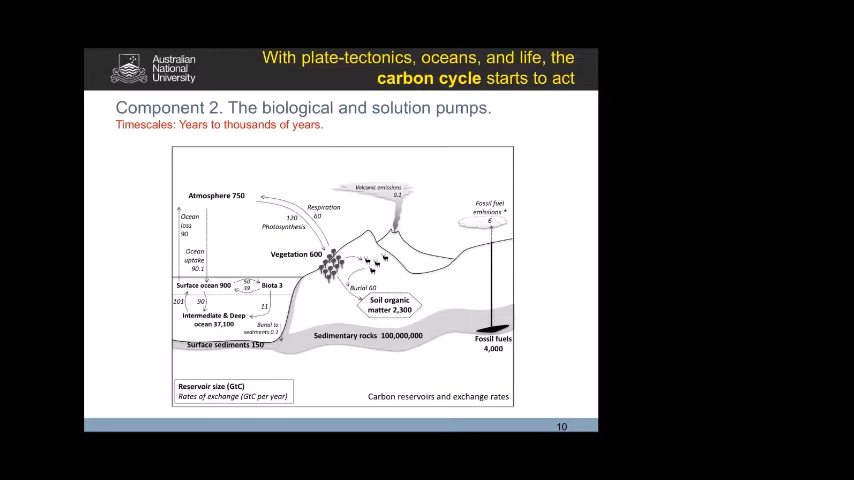 Australian
National
University
With plate-tectonics, oceans, and life, the
carbon cycle starts to act
Component 2. The biological and solution pumps.
Timescales: Years to thousands of years.
Volcanic emissions
0.1
Atmosphere 750
Respiration
60
120
Photosynthesis
Fossil fuel
emissions *
6
Ocean
loss
90
Ocean
uptake
90.1
Vegetation 600
Surface ocean 900
50
39
Biota 3
101
90
11
Burial 60
Soil organic
matter 2,300
Intermediate & Deep
ocean 37,100
Burial to
sediments 0.1
Surface sediments 150
Sedimentary rocks 100,000,000
Fossil fuels
4,000
Reservoir size (GtC)
Rates of exchange (GtC per year)
Carbon reservoirs and exchange rates
10